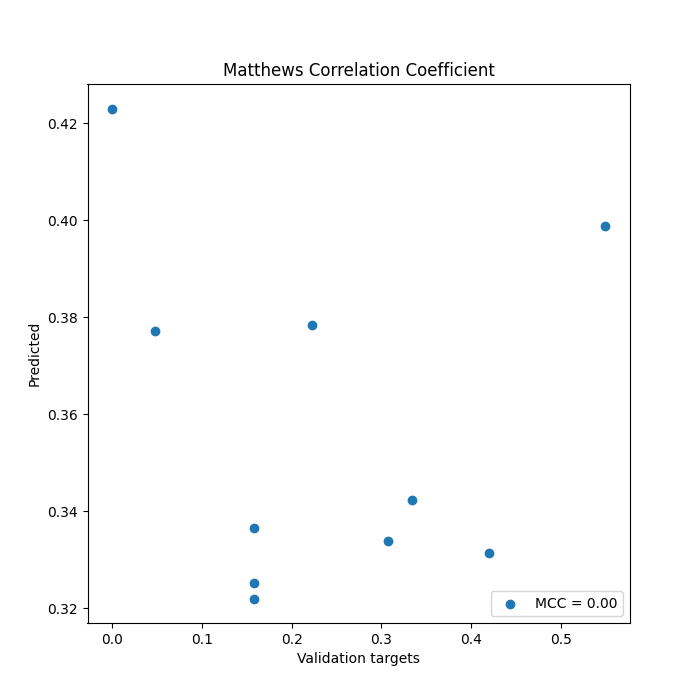 Matthews Correlation Coefficient
0.42
0.40
0.38
0.36
0.34
0.32
Predicted
MCC = 0.00
0.0 0.1 0.2 0.3 0.4 0.5
Validation targets